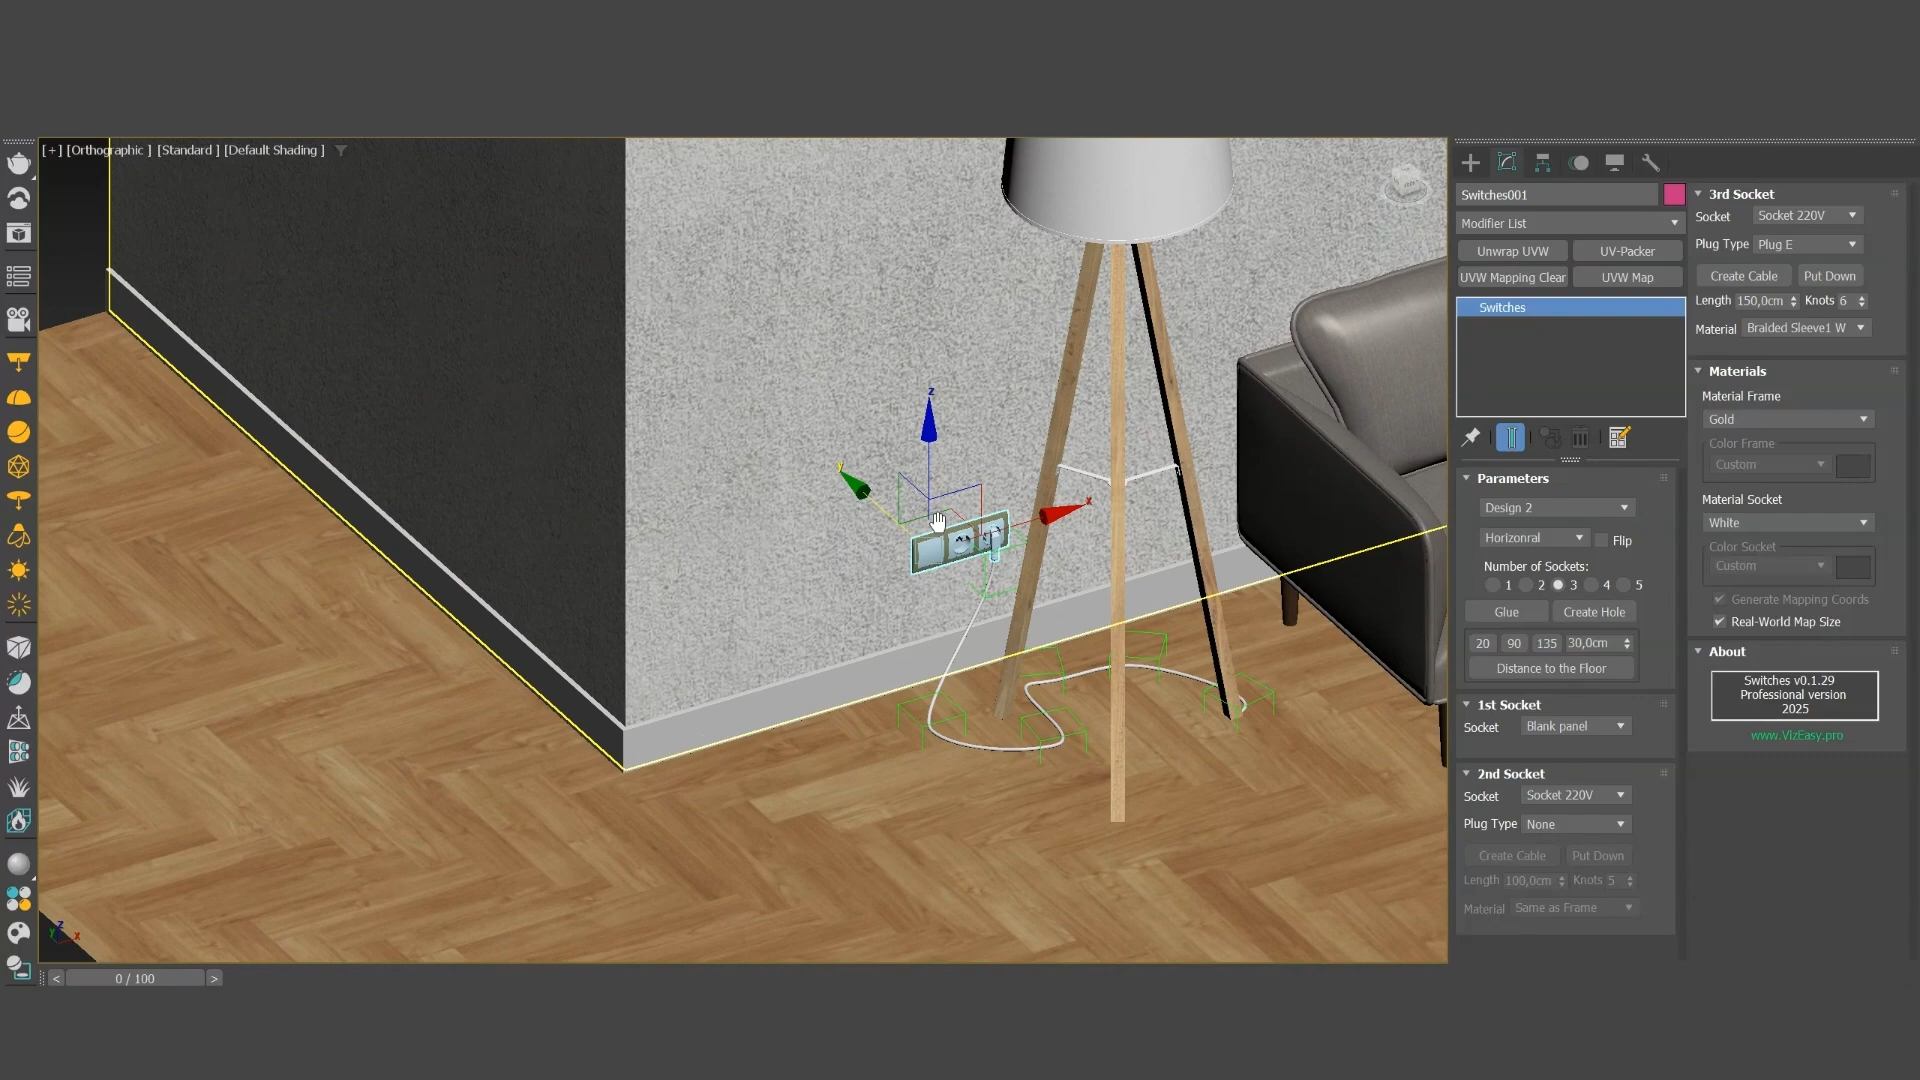 [ + ] [Orthographic ] [Standard ] [Default Shading ]
z
y
x
z
y
x
<
0 / 100
>
Switches001
Modifier List
Unwrap UVW
UV-Packer
UVW Mapping Clear
UVW Map
Switches
Parameters
Design 2
Horizonral
Flip
Number of Sockets:
1 2 3 4 5
Glue
Create Hole
20 90 135 30,0cm
Distance to the Floor
1st Socket
Socket Blank panel
2nd Socket
Socket Socket 220V
Plug Type None
Create Cable Put Down
Length 100,0cm Knots 5
Material Same as Frame
3rd Socket
Socket Socket 220V
Plug Type Plug E
Create Cable Put Down
Length 150,0cm Knots 6
Material Braided Sleeve1 W
Materials
Material Frame
Gold
Color Frame
Custom
Material Socket
White
Color Socket
Custom
Generate Mapping Coords
Real-World Map Size
About
Switches v0.1.29
Professional version
2025
www.VizEasy.pro